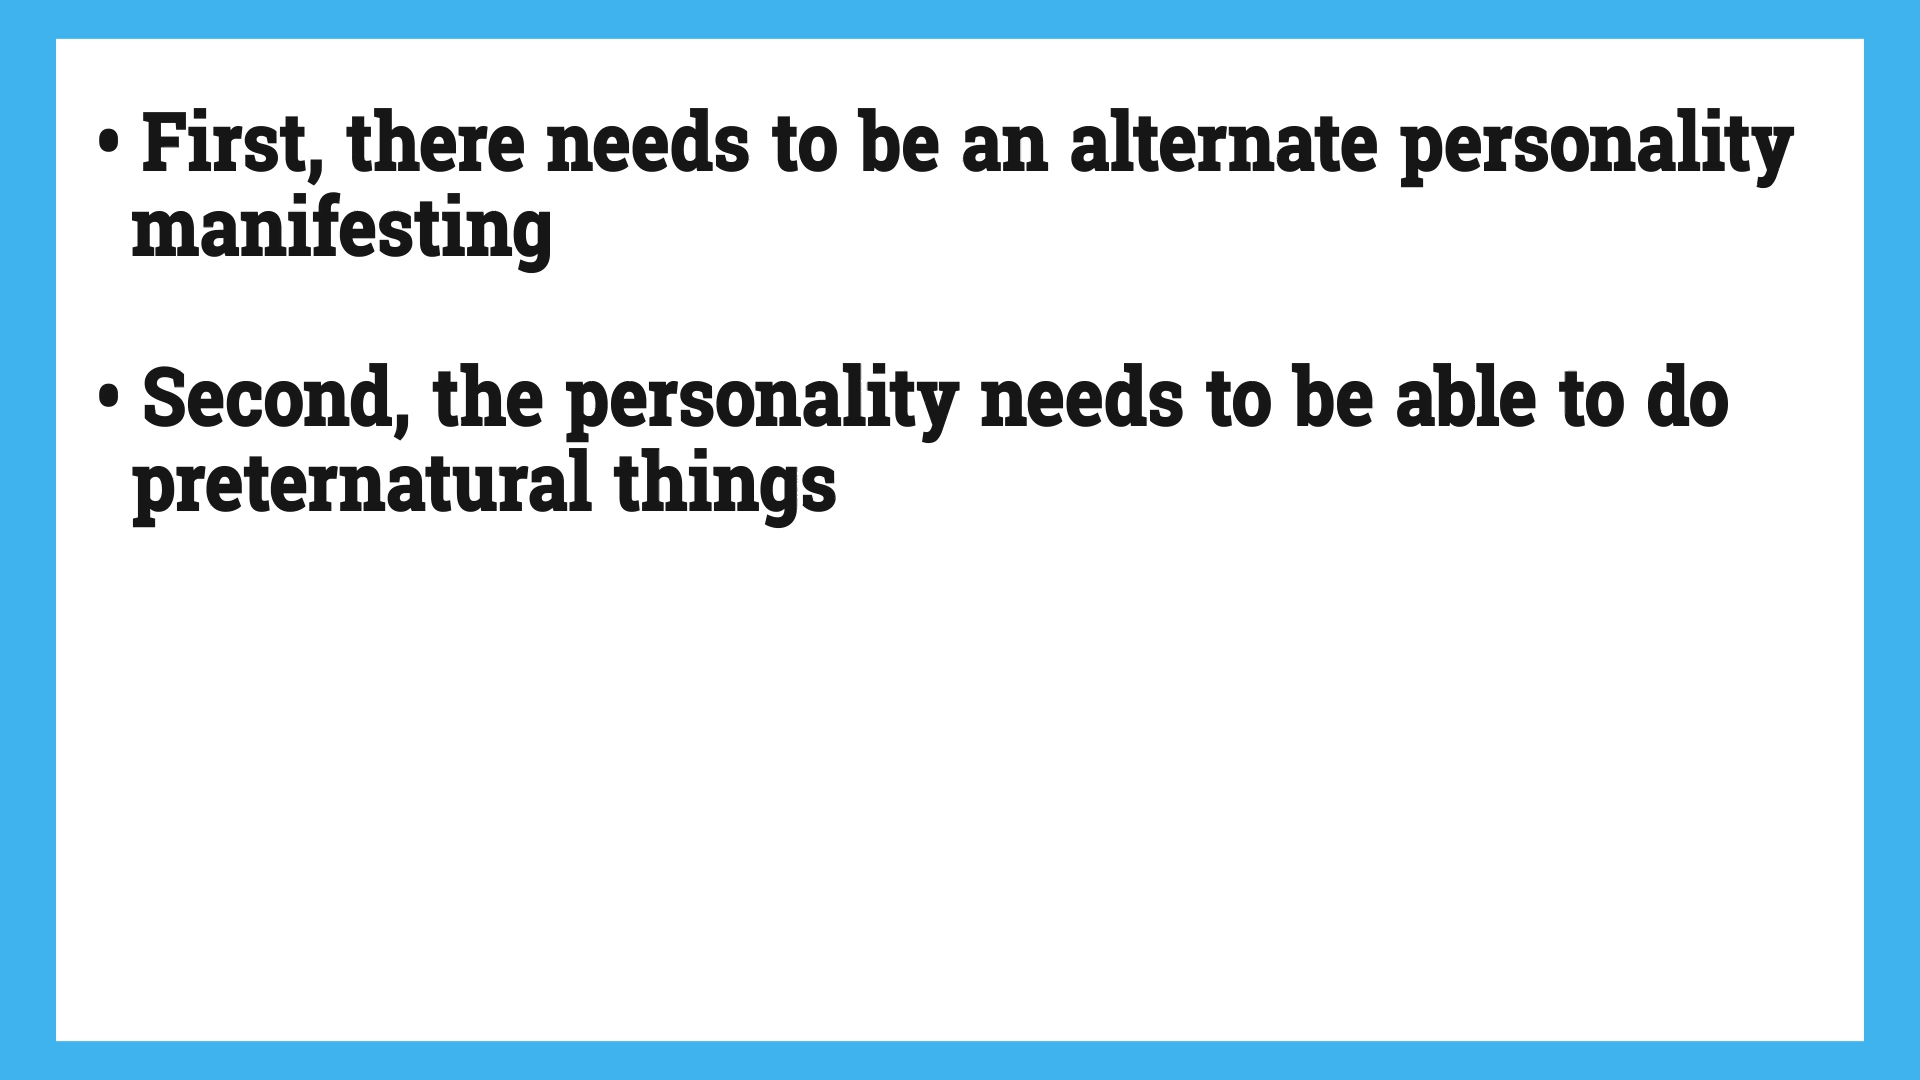 • First, there needs to be an alternate personality
manifesting
• Second, the personality needs to be able to do
preternatural things